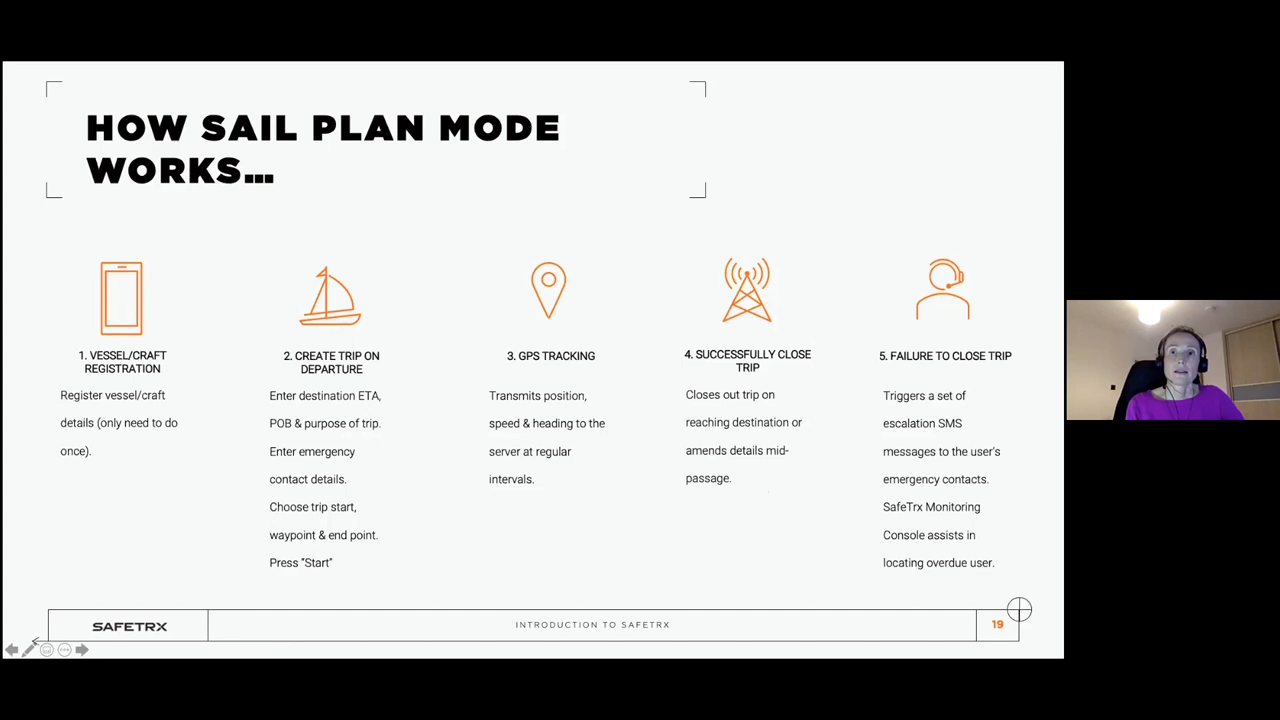 HOW SAIL PLAN MODE
WORKS...
1. VESSEL/CRAFT
REGISTRATION
Register vessel/craft
details (only need to do
once).
2. CREATE TRIP ON
DEPARTURE
Enter destination ETA,
POB & purpose of trip.
Enter emergency
contact details.
Choose trip start,
waypoint & end point.
Press “Start”
3. GPS TRACKING
Transmits position,
speed & heading to the
server at regular
intervals.
4. SUCCESSFULLY CLOSE
TRIP
Closes out trip on
reaching destination or
amends details mid-
passage.
5. FAILURE TO CLOSE TRIP
Triggers a set of
escalation SMS
messages to the user's
emergency contacts.
SafeTrx Monitoring
Console assists in
locating overdue user.
SAFETRX
INTRODUCTION TO SAFETRX
19